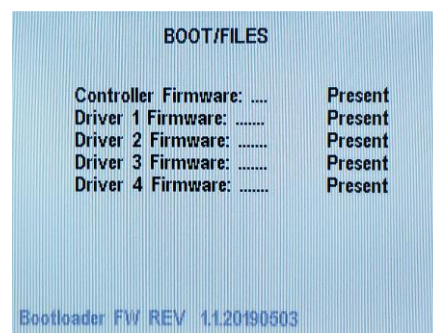 BOOT/FILES
Controller Firmware: .... Present
Driver 1 Firmware: ....... Present
Driver 2 Firmware: ....... Present
Driver 3 Firmware: ....... Present
Driver 4 Firmware: ....... Present
Bootloader FW REV 1.1.20190503